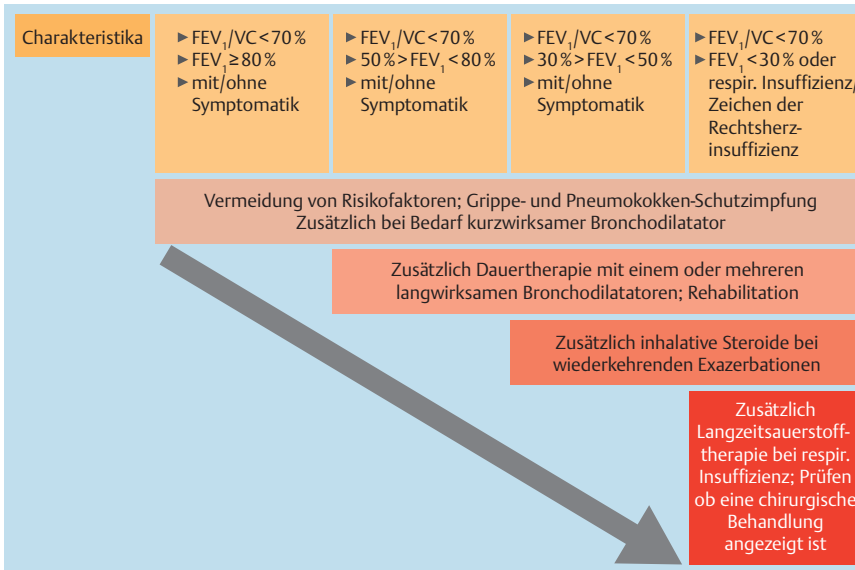 Charakteristika
► FEV₁/VC < 70 %
► FEV₁ ≥ 80 %
► mit/ohne
Symptomatik
► FEV₁/VC < 70 %
► 50 % > FEV₁ < 80 %
► mit/ohne
Symptomatik
► FEV₁/VC < 70 %
► 30 % > FEV₁ < 50 %
► mit/ohne
Symptomatik
► FEV₁/VC < 70 %
► FEV₁ < 30 % oder
respir. Insuffizienz/
Zeichen der
Rechtsherz-
insuffizienz
Vermeidung von Risikofaktoren; Grippe- und Pneumokokken-Schutzimpfung
Zusätzlich bei Bedarf kurzwirksamer Bronchodilatator
Zusätzlich Dauertherapie mit einem oder mehreren
langwirksamen Bronchodilatatoren; Rehabilitation
Zusätzlich inhalative Steroide bei
wiederkehrenden Exazerbationen
Zusätzlich
Langzeitsauerstoff-
therapie bei respir.
Insuffizienz; Prüfen
ob eine chirurgische
Behandlung
angezeigt ist